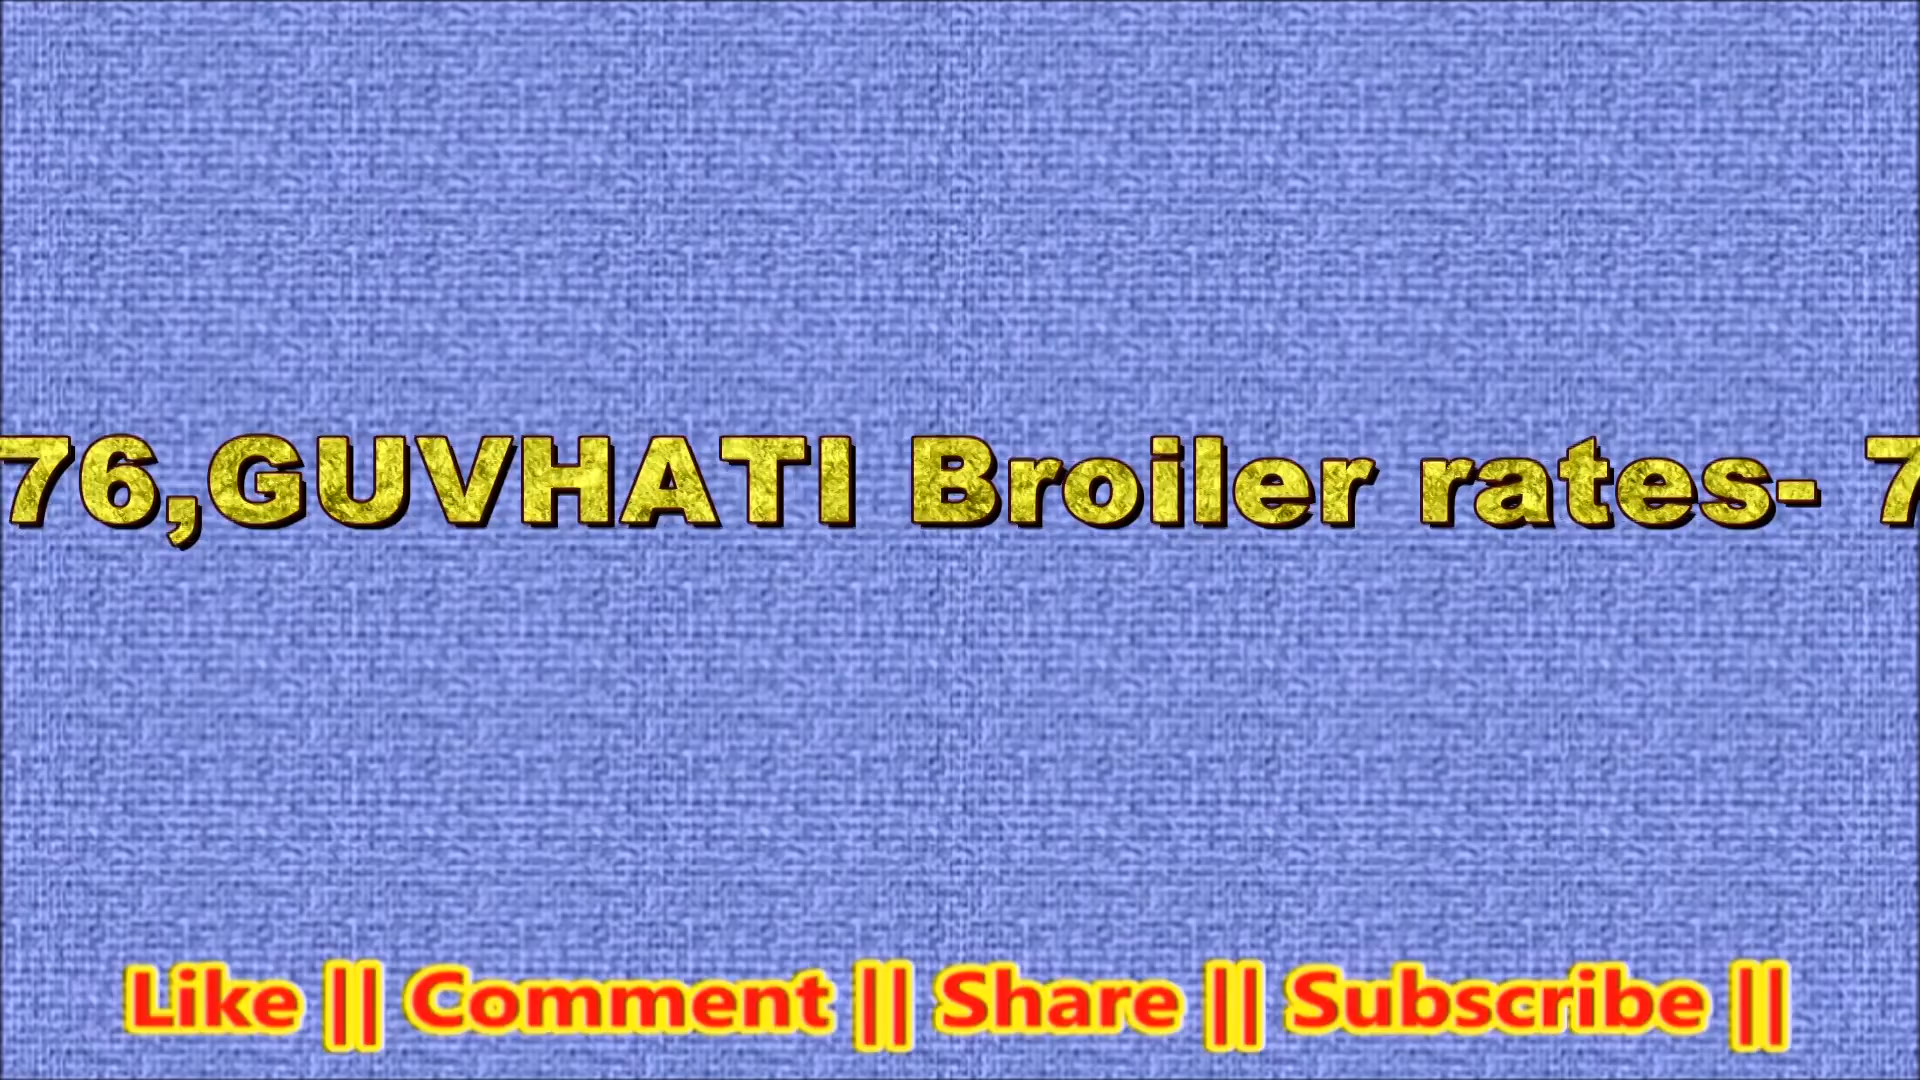 76,GUVHATI Broiler rates- 7
Like || Comment || Share || Subscribe ||